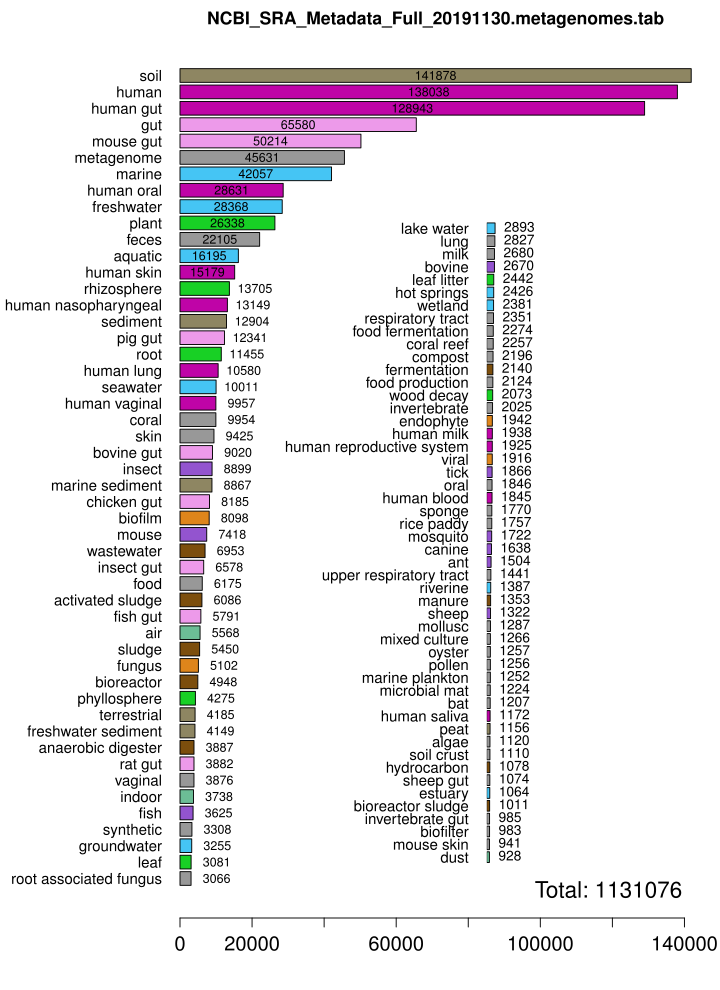 NCBI_SRA_Metadata_Full_20191130.metagenomes.tab
soil 141878
human 138038
human gut 128943
gut 65580
mouse gut 50214
metagenome 45631
marine 42057
human oral 28631
freshwater 28368
plant 26338
feces 22105
aquatic 16195
human skin 15179
rhizosphere 13705
human nasopharyngeal 13149
sediment 12904
pig gut 12341
root 11455
human lung 10580
seawater 10011
human vaginal 9957
coral 9954
skin 9425
bovine gut 9020
insect 8899
marine sediment 8867
chicken gut 8185
biofilm 8098
mouse 7418
wastewater 6953
insect gut 6578
food 6175
activated sludge 6086
fish gut 5791
air 5568
sludge 5450
fungus 5102
bioreactor 4948
phyllosphere 4275
terrestrial 4185
freshwater sediment 4149
anaerobic digester 3887
rat gut 3882
vaginal 3876
indoor 3738
fish 3625
synthetic 3308
groundwater 3255
leaf 3081
root associated fungus 3066
lake water 2893
lung 2827
milk 2680
bovine 2670
leaf litter 2442
hot springs 2426
wetland 2381
respiratory tract 2351
food fermentation 2274
coral reef 2257
compost 2196
fermentation 2140
food production 2124
wood decay 2073
invertebrate 2025
endophyte 1942
human milk 1938
human reproductive system 1925
viral 1916
tick 1866
oral 1846
human blood 1845
sponge 1770
rice paddy 1757
mosquito 1722
canine 1638
ant 1504
upper respiratory tract 1441
riverine 1387
manure 1353
sheep 1322
mollusc 1287
mixed culture 1266
oyster 1257
pollen 1256
marine plankton 1252
microbial mat 1224
bat 1207
human saliva 1172
peat 1156
algae 1120
soil crust 1110
hydrocarbon 1078
sheep gut 1074
estuary 1064
bioreactor sludge 1011
invertebrate gut 985
biofilter 983
mouse skin 941
dust 928
Total: 1131076
0 20000 60000 100000 140000